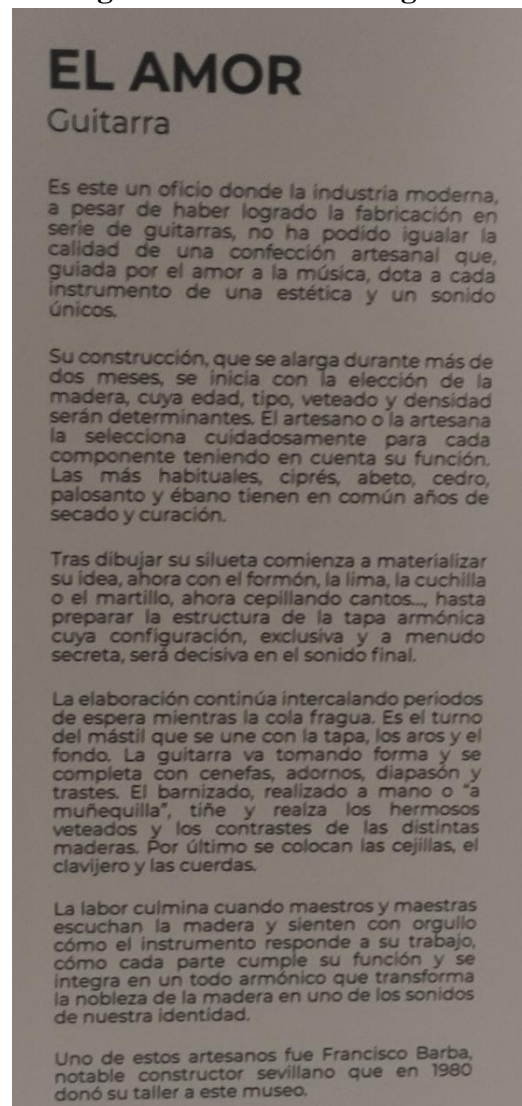 EL AMOR
Guitarra
Es este un oficio donde la industria moderna,
a pesar de haber logrado la fabricación en
serie de guitarras, no ha podido igualar la
calidad de una confección artesanal que,
guiada por el amor a la música, dota a cada
instrumento de una estética y un sonido
únicos.
Su construcción, que se alarga durante más de
dos meses, se inicia con la elección de la
madera, cuya edad, tipo, veteado y densidad
serán determinantes. El artesano o la artesana
la selecciona cuidadosamente para cada
componente teniendo en cuenta su función.
Las más habituales, ciprés, abeto, cedro,
palosanto y ébano tienen en común años de
secado y curación.
Tras dibujar su silueta comienza a materializar
su idea, ahora con el formón, la lima, la cuchilla
o el martillo, ahora cepillando cantos..., hasta
preparar la estructura de la tapa armónica
cuya configuración, exclusiva y a menudo
secreta, será decisiva en el sonido final.
La elaboración continúa intercalando periodos
de espera mientras la cola fragua. Es el turno
del mástil que se une con la tapa, los aros y el
fondo. La guitarra va tomando forma y se
completa con cenefas, adornos, diapasón y
trastes. El barnizado, realizado a mano o "a
muñequilla", tiñe y realza los hermosos
veteados y los contrastes de las distintas
maderas. Por último se colocan las cejillas, el
clavijero y las cuerdas.
La labor culmina cuando maestros y maestras
escuchan la madera y sienten con orgullo
cómo el instrumento responde a su trabajo,
cómo cada parte cumple su función y se
integra en un todo armónico que transforma
la nobleza de la madera en uno de los sonidos
de nuestra identidad.
Uno de estos artesanos fue Francisco Barba,
notable constructor sevillano que en 1980
donó su taller a este museo.